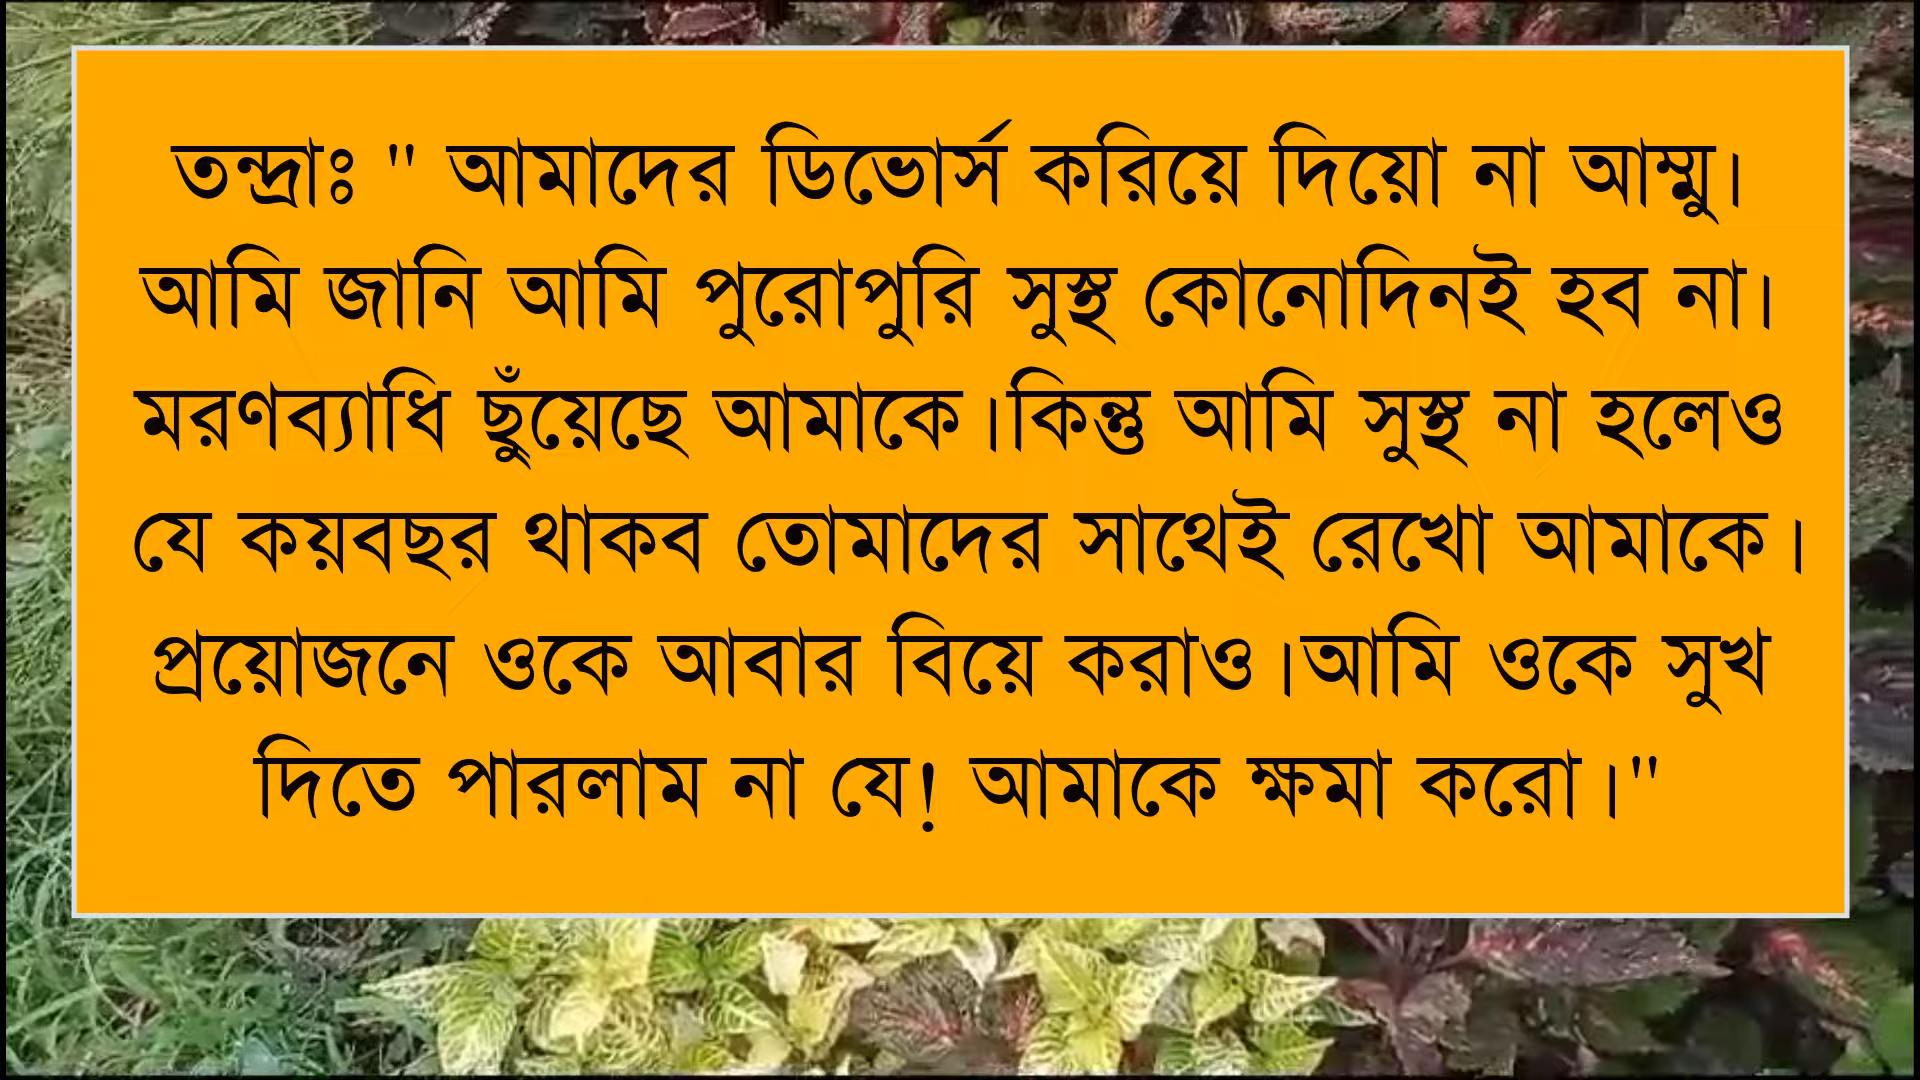 তন্দ্রাঃ " আমাদের ডিভোর্স করিয়ে দিয়ো না আম্মু।
আমি জানি আমি পুরোপুরি সুস্থ কোনোদিনই হব না।
মরণব্যাধি ছুঁয়েছে আমাকে।কিন্তু আমি সুস্থ না হলেও
যে কয়বছর থাকব তোমাদের সাথেই রেখো আমাকে।
প্রয়োজনে ওকে আবার বিয়ে করাও।আমি ওকে সুখ
দিতে পারলাম না যে! আমাকে ক্ষমা করো।"